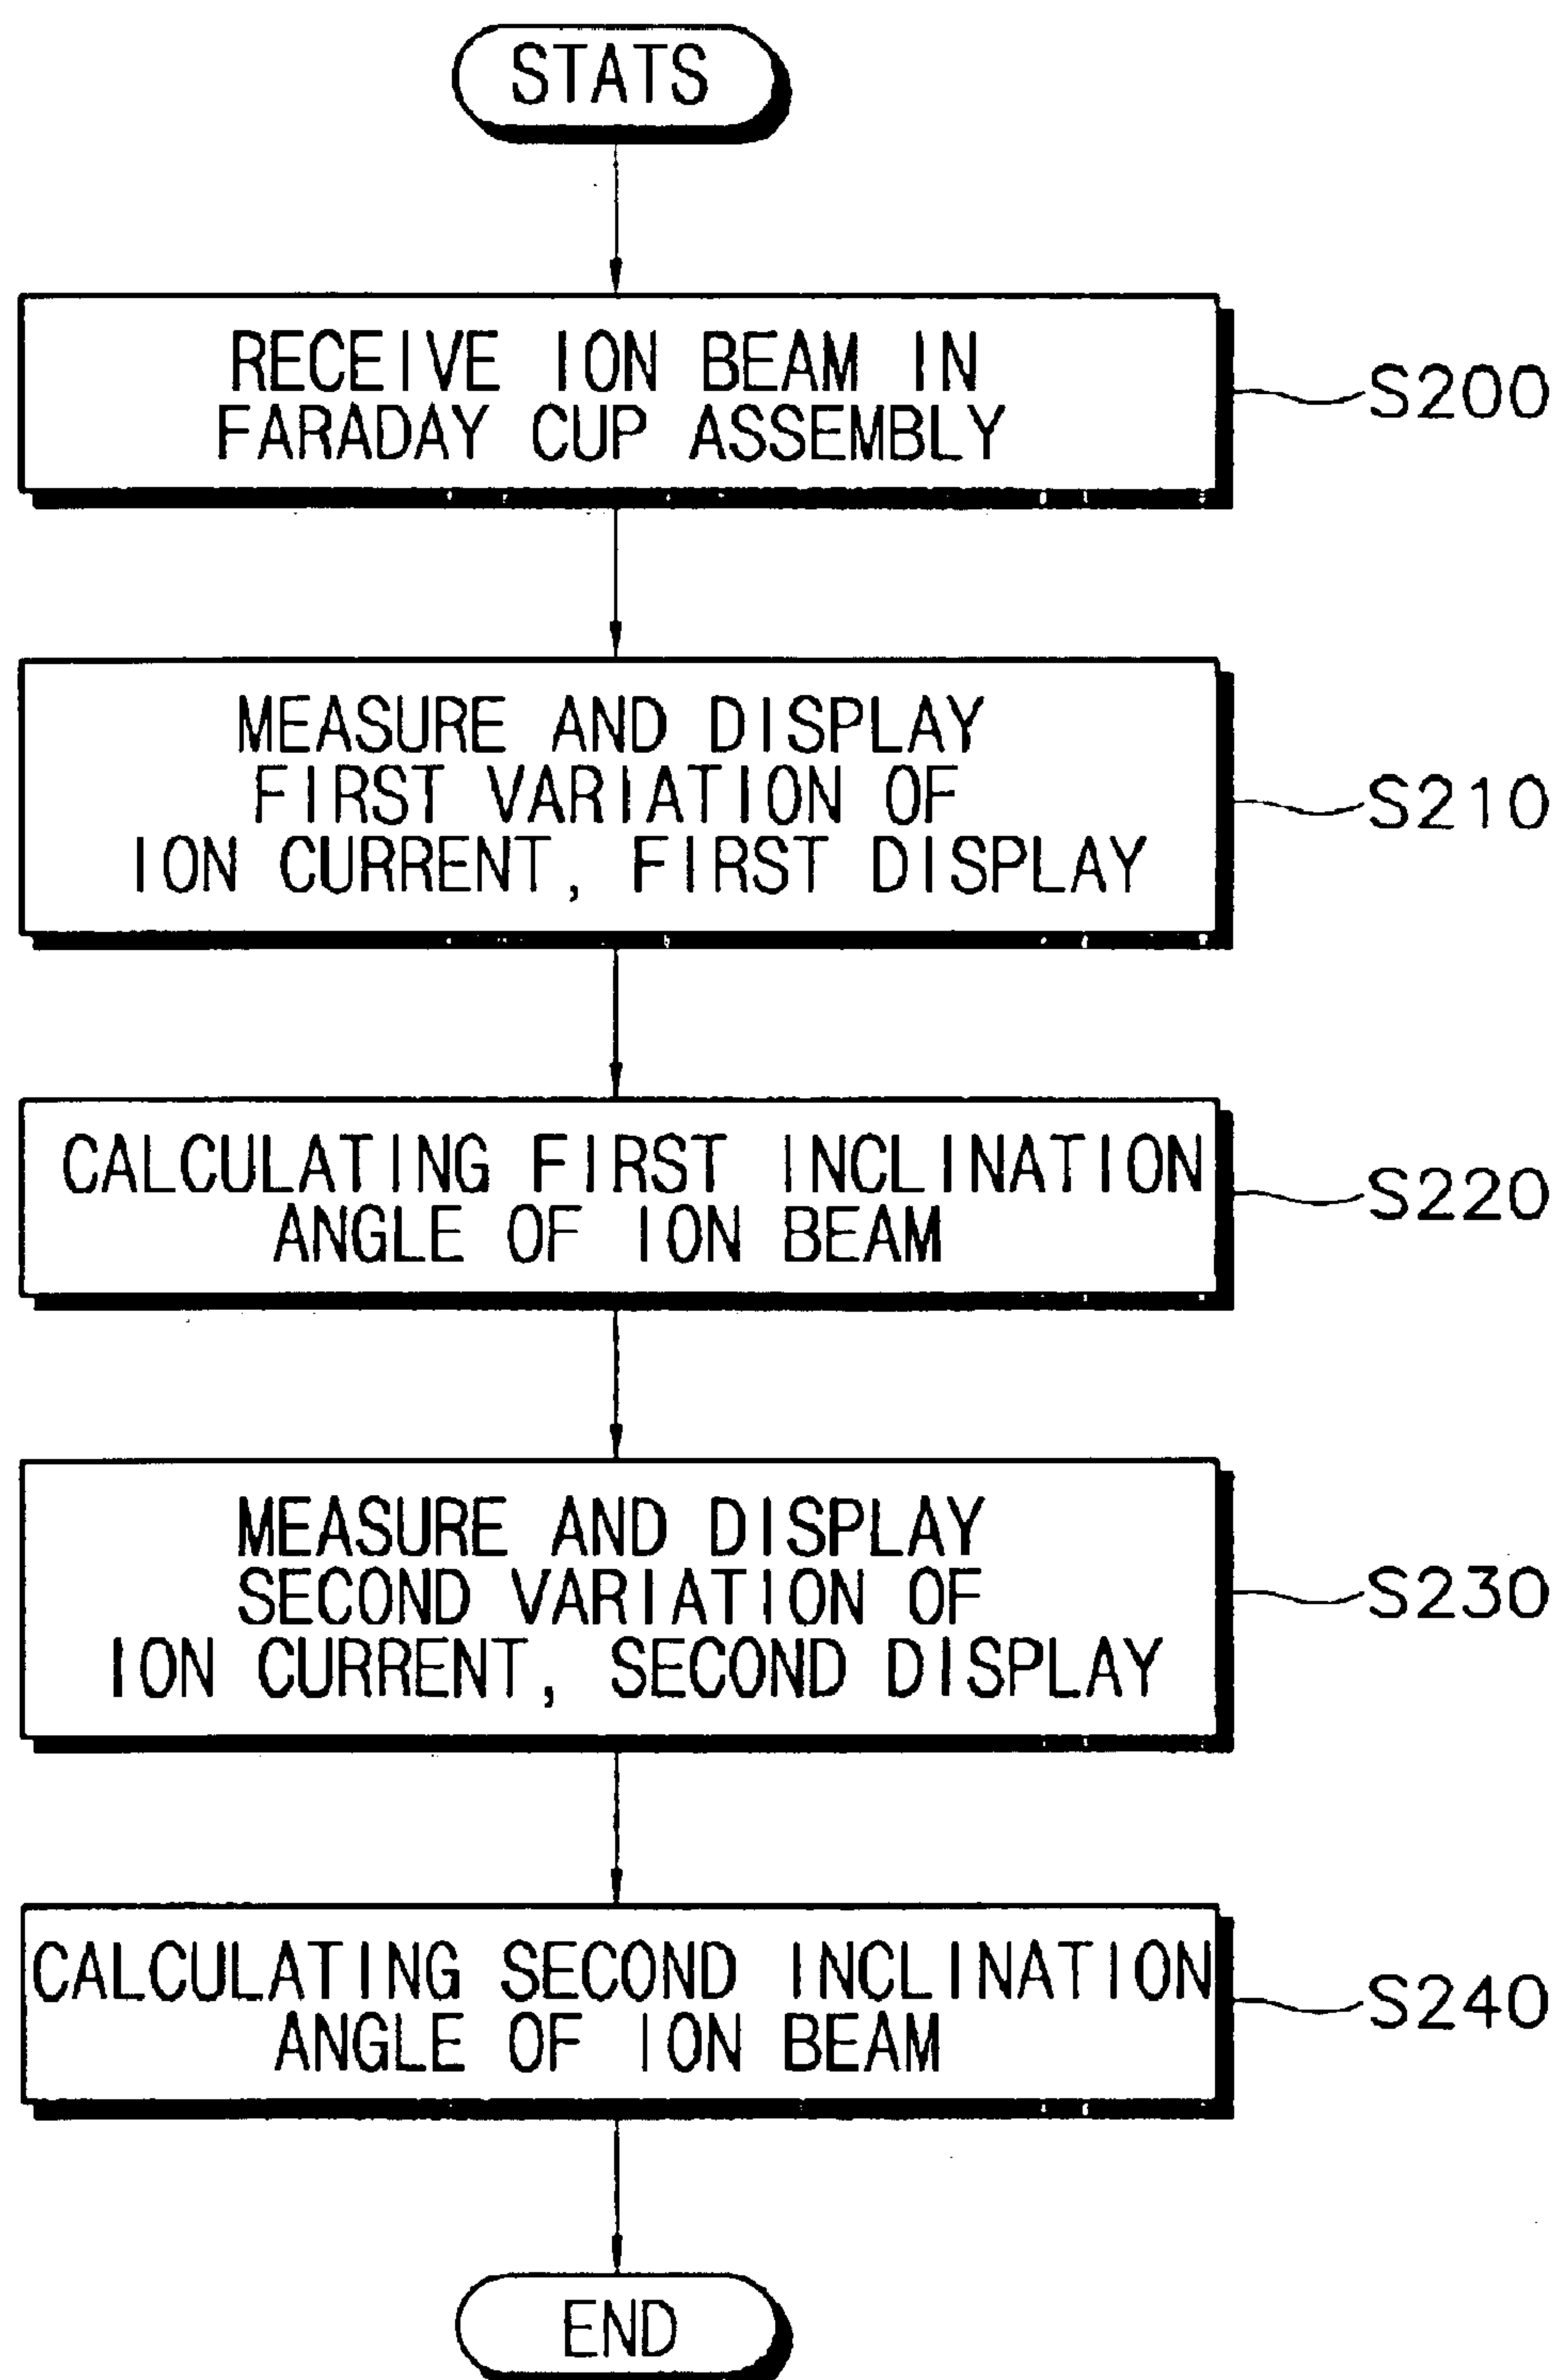 STATS
RECEIVE ION BEAM IN
FARADAY CUP ASSEMBLY
S200
MEASURE AND DISPLAY
FIRST VARIATION OF
ION CURRENT, FIRST DISPLAY
S210
CALCULATING FIRST INCLINATION
ANGLE OF ION BEAM
S220
MEASURE AND DISPLAY
SECOND VARIATION OF
ION CURRENT, SECOND DISPLAY
S230
CALCULATING SECOND INCLINATION
ANGLE OF ION BEAM
S240
END